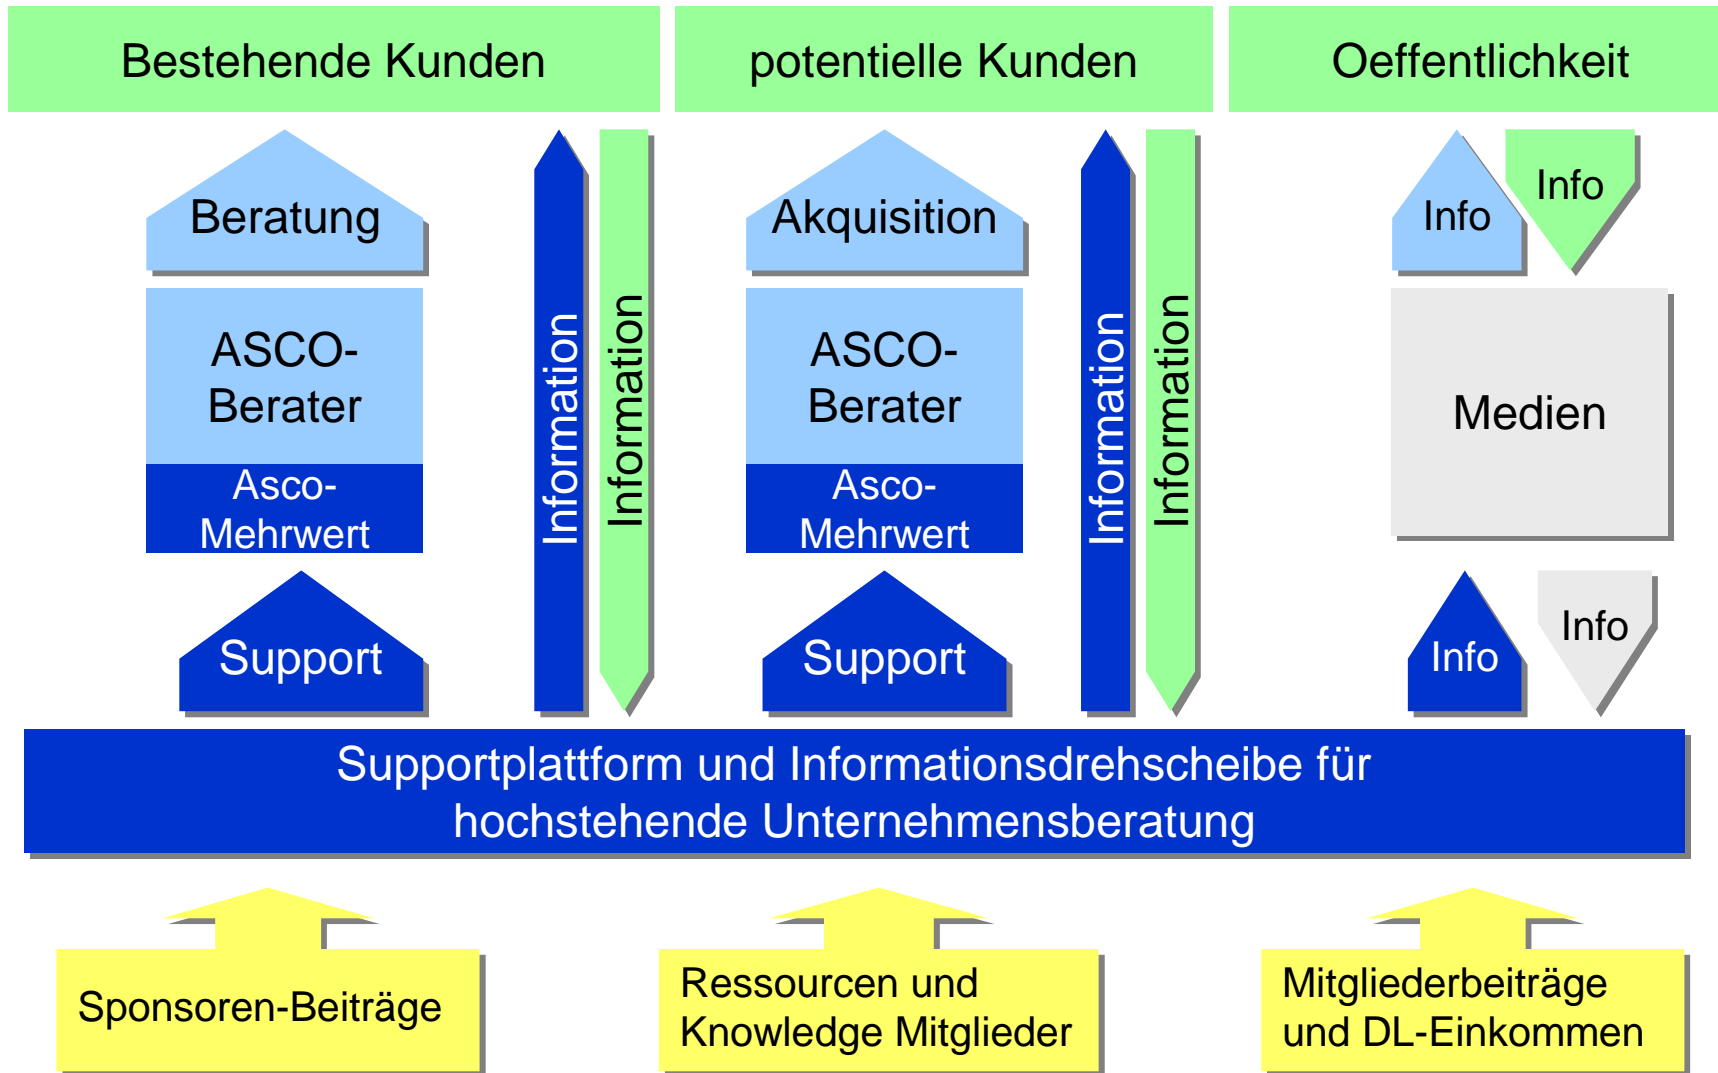 Bestehende Kunden
potentielle Kunden
Oeffentlichkeit
Beratung
Akquisition
Info
Info
ASCO-
Berater
Asco-
Mehrwert
Information
Information
ASCO-
Berater
Asco-
Mehrwert
Information
Information
Medien
Support
Support
Info
Info
Supportplattform und Informationsdrehscheibe für
hochstehende Unternehmensberatung
Sponsoren-Beiträge
Ressourcen und
Knowledge Mitglieder
Mitgliederbeiträge
und DL-Einkommen